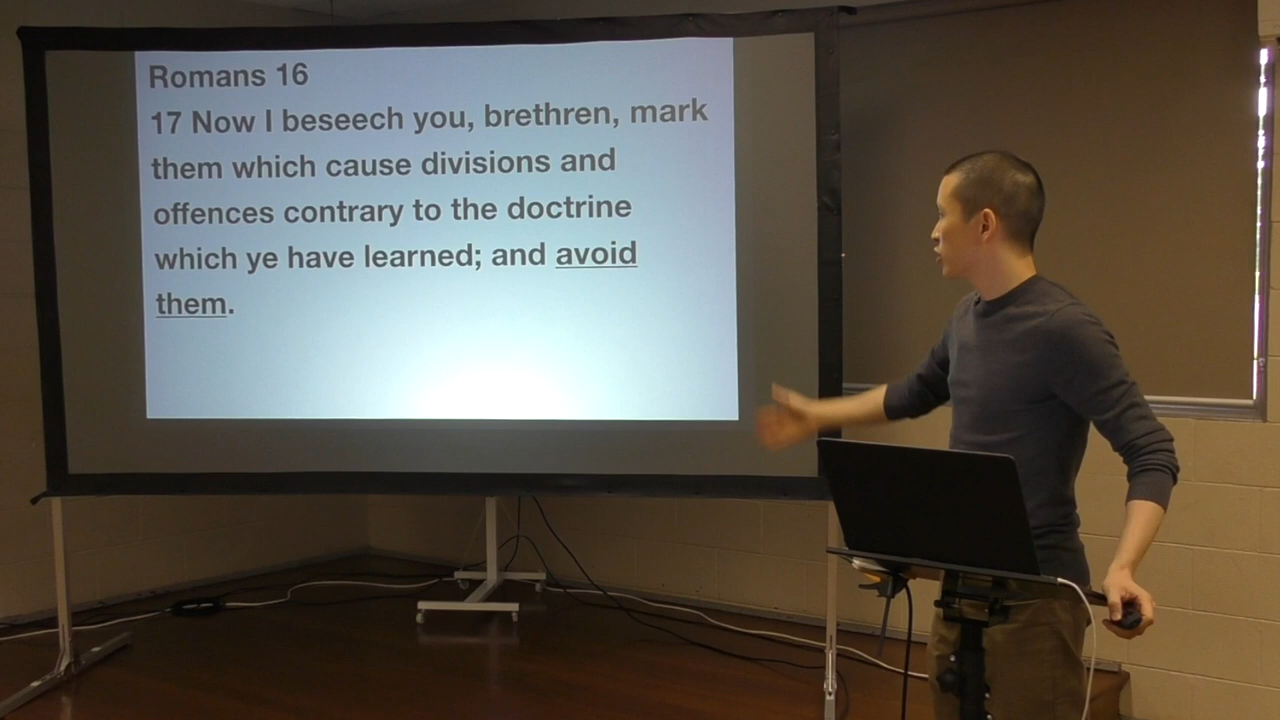 Romans 16
17 Now I beseech you, brethren, mark
them which cause divisions and
offences contrary to the doctrine
which ye have learned; and avoid
them.